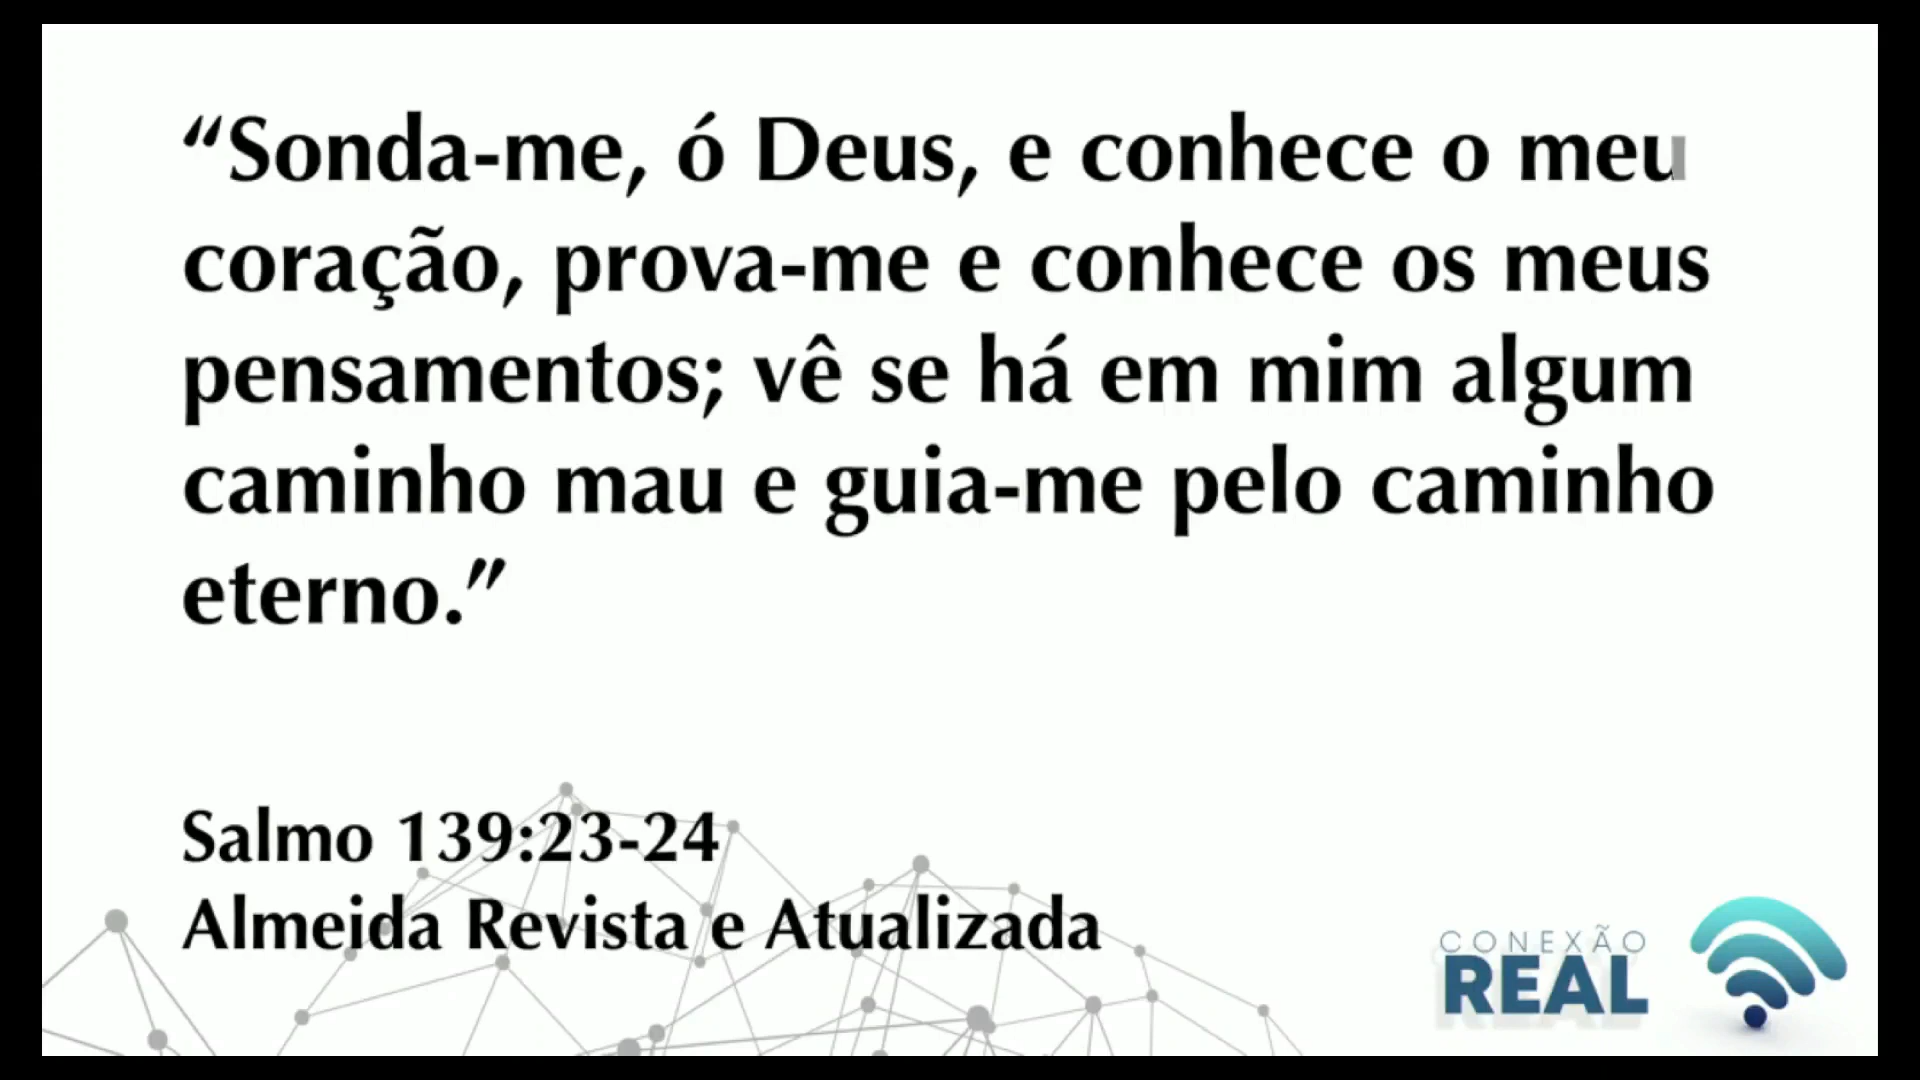 “Sonda-me, ó Deus, e conhece o meu
coração, prova-me e conhece os meus
pensamentos; vê se há em mim algum
caminho mau e guia-me pelo caminho
eterno.”
Salmo 139:23-24
Almeida Revista e Atualizada
CONEXÃO
REAL